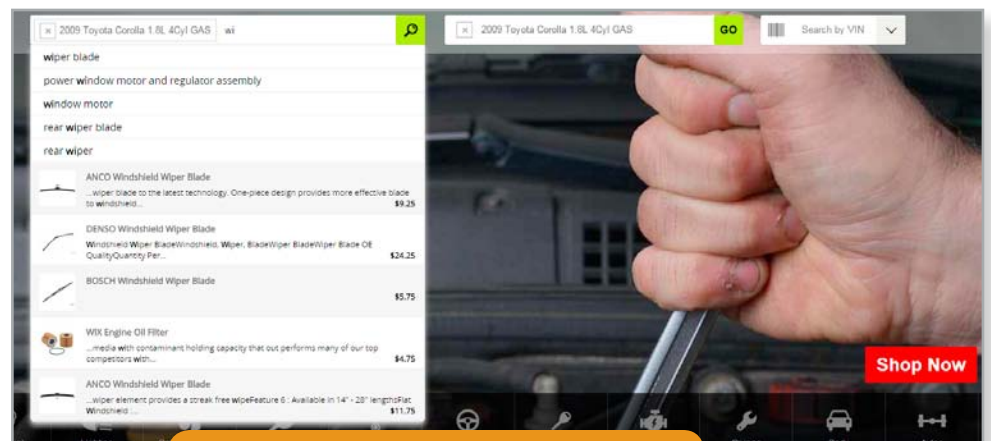 2009 Toyota Corolla 1.8L 4Cyl GAS wi
2009 Toyota Corolla 1.8L 4Cyl GAS GO Search by VIN
wiper blade
power window motor and regulator assembly
window motor
rear wiper blade
rear wiper
ANCO Windshield Wiper Blade
...wiper blade to the latest technology. One-piece design provides more effective blade
to windshield... $9.25
DENSO Windshield Wiper Blade
Windshield Wiper BladeWindshield, Wiper, BladeWiper BladeWiper Blade OE
QualityQuantity Per... $24.25
BOSCH Windshield Wiper Blade
$5.75
WIX Engine Oil Filter
...media with contaminant holding capacity that out performs many of our top
competitors with... $4.75
ANCO Windshield Wiper Blade
...wiper element provides a streak free wipeFeature 6 : Available in 14" - 28" lengthsFlat
Windshield :... $11.75
Shop Now